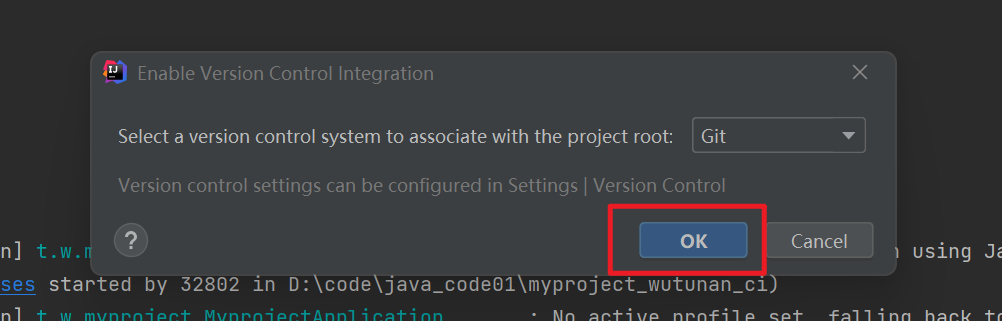 IJ
Enable Version Control Integration
Select a version control system to associate with the project root: Git
Version control settings can be configured in Settings | Version Control
? OK Cancel
n] t.w.m n using Ja
ses started by 32802 in D:\code\java_code01\myproject_wutunan_ci)
n] t.w.myproject.MyprojectApplication : No active profile set, falling back to